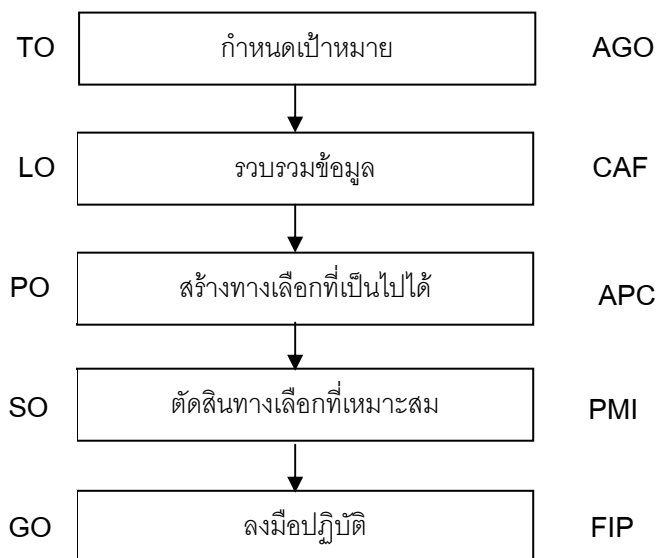 TO กำหนดเป้าหมาย AGO
LO รวบรวมข้อมูล CAF
PO สร้างทางเลือกที่เป็นไปได้ APC
SO ตัดสินทางเลือกที่เหมาะสม PMI
GO ลงมือปฏิบัติ FIP